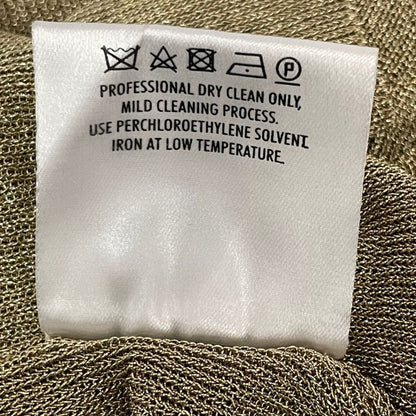 P
PROFESSIONAL DRY CLEAN ONLY,
MILD CLEANING PROCESS.
USE PERCHLOROETHYLENE SOLVENT.
IRON AT LOW TEMPERATURE.